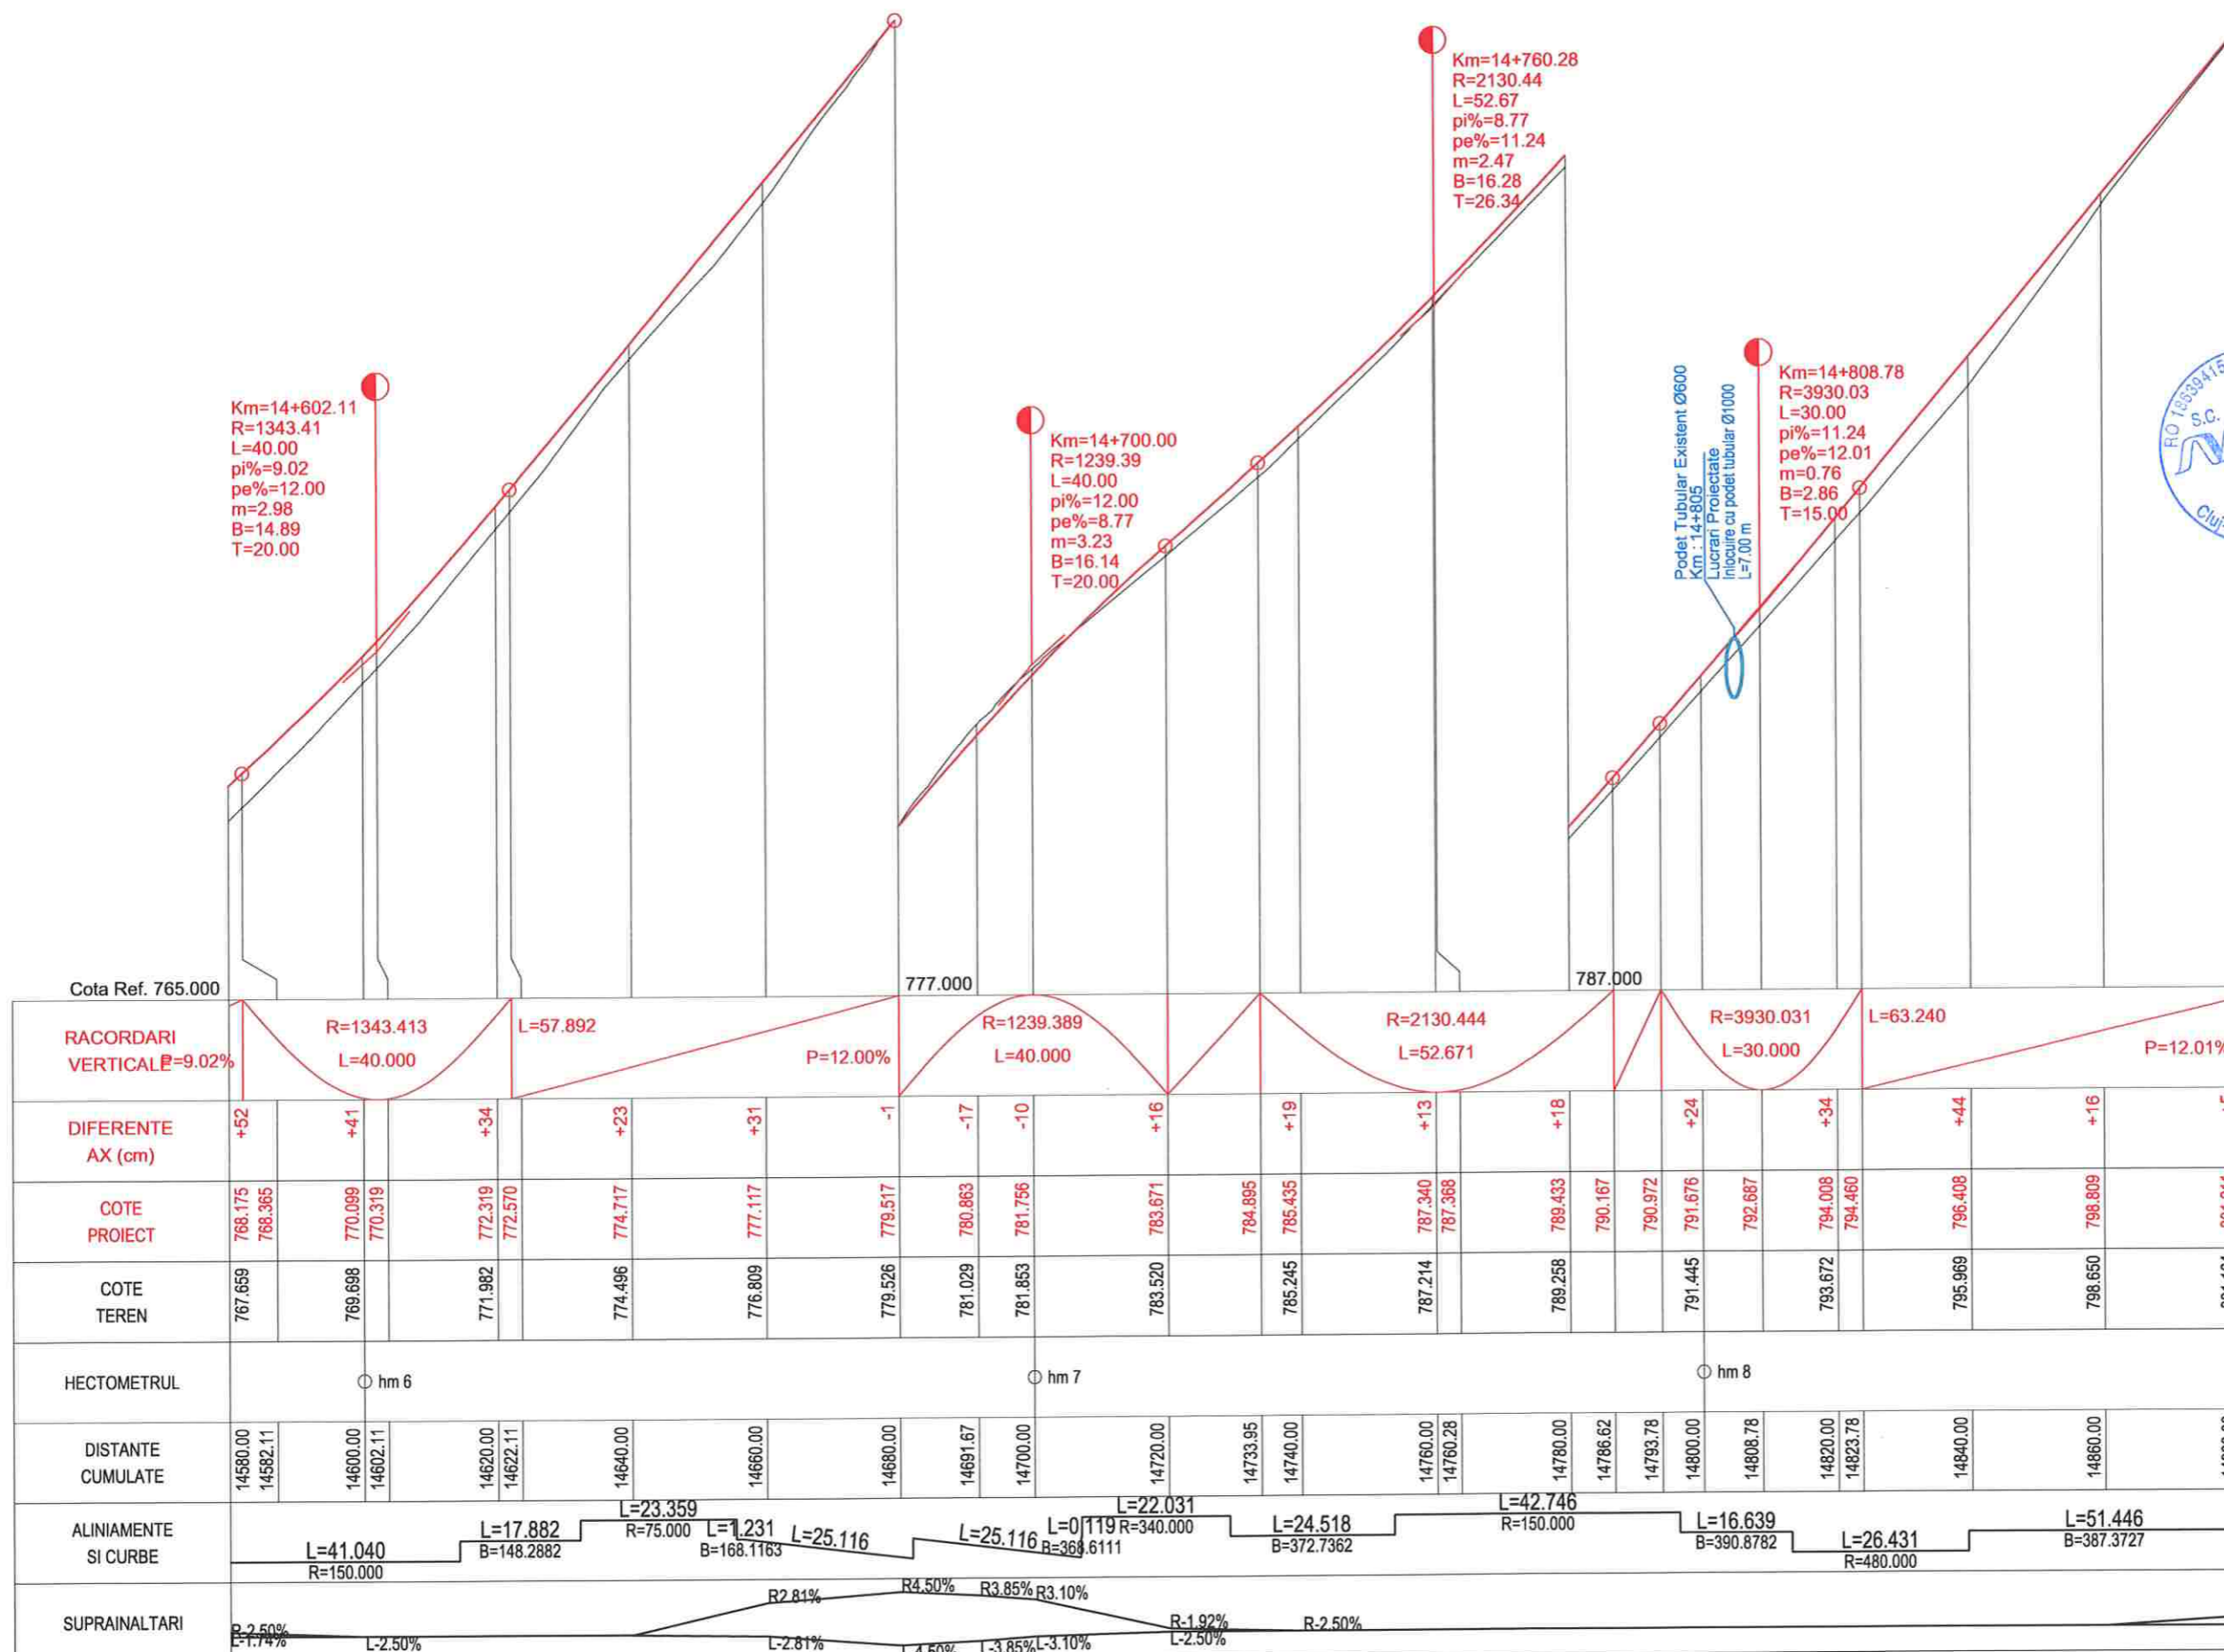 Km=14+602.11
R=1343.41
L=40.00
pi%=9.02
pe%=12.00
m=2.98
B=14.89
T=20.00
Km=14+700.00
R=1239.39
L=40.00
pi%=12.00
pe%=8.77
m=3.23
B=16.14
T=20.00
Km=14+760.28
R=2130.44
L=52.67
pi%=8.77
pe%=11.24
m=2.47
B=16.28
T=26.34
Podet Tubular Existent Ø600
Km : 14+805
Lucrari Proiectate
Inlocuire cu podet tubular Ø1000
L=7.00 m
Km=14+808.78
R=3930.03
L=30.00
pi%=11.24
pe%=12.01
m=0.76
B=2.86
T=15.00
RO 18639415
S.C.
Cota Ref. 765.000 777.000 787.000
RACORDARI
VERTICALE
P=9.02%
R=1343.413
L=40.000
L=57.892
P=12.00%
R=1239.389
L=40.000
R=2130.444
L=52.671
R=3930.031
L=30.000
L=63.240
P=12.01%
DIFERENTE
AX (cm)
+52 +41 +34 +23 +31 -1 -17 -10 +16 +19 +13 +18 +24 +34 +44 +16
COTE
PROIECT
768.175 768.365 770.099 770.319 772.319 772.570 774.717 777.117 779.517 780.863 781.756 783.671 784.895 785.435 787.340 787.368 789.433 790.167 790.972 791.676 792.687 794.008 794.460 796.408 798.809
COTE
TEREN
767.659 769.698 771.982 774.496 776.809 779.526 781.029 781.853 783.520 785.245 787.214 789.258 791.445 793.672 795.969 798.650
HECTOMETRUL
hm 6 hm 7 hm 8
DISTANTE
CUMULATE
14580.00 14582.11 14600.00 14602.11 14620.00 14622.11 14640.00 14660.00 14680.00 14691.67 14700.00 14720.00 14733.95 14740.00 14760.00 14760.28 14780.00 14786.62 14793.78 14800.00 14808.78 14820.00 14823.78 14840.00 14860.00
ALINIAMENTE
SI CURBE
L=41.040
R=150.000
L=17.882
B=148.2882
L=23.359
R=75.000
L=1.231
B=168.1163
L=25.116
L=25.116
L=0.119
B=368.6111
L=22.031
R=340.000
L=24.518
B=372.7362
L=42.746
R=150.000
L=16.639
B=390.8782
L=26.431
R=480.000
L=51.446
B=387.3727
SUPRAINALTARI
R-2.50%
L-1.74%
L-2.50%
R2.81%
L-2.81%
R4.50%
L-4.50%
R3.85%
L-3.85%
R3.10%
L-3.10%
R-1.92%
L-2.50%
R-2.50%